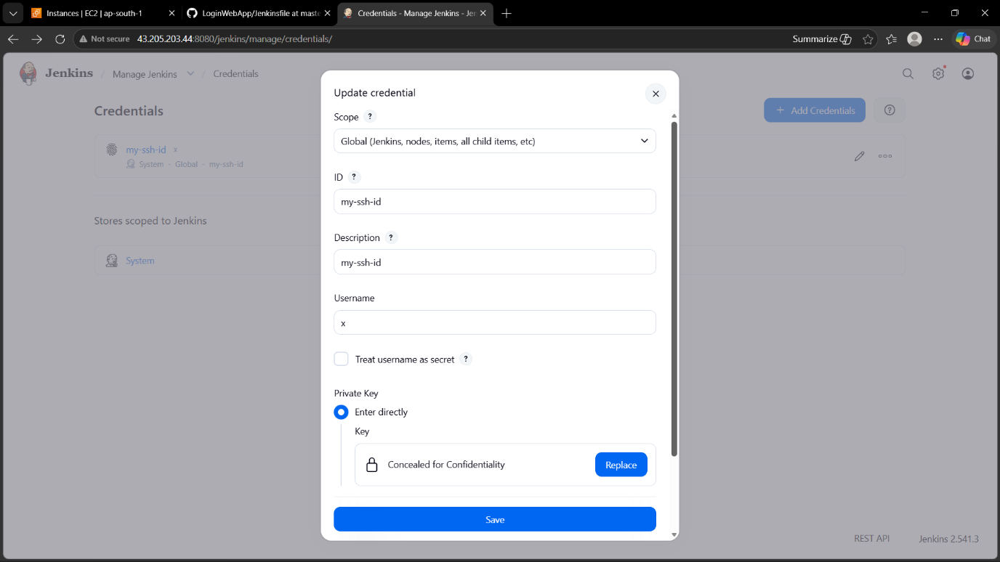 Instances | EC2 | ap-south-1
LoginWebApp/Jenkinsfile at maste
Credentials - Manage Jenkins - Jen
Not secure 43.205.203.44:8080/jenkins/manage/credentials/
Summarize
Chat
Jenkins / Manage Jenkins / Credentials
Credentials
+ Add Credentials
?
my-ssh-id x
System - Global - my-ssh-id
Stores scoped to Jenkins
System
Update credential
Scope ?
Global (Jenkins, nodes, items, all child items, etc)
ID ?
my-ssh-id
Description ?
my-ssh-id
Username
x
Treat username as secret ?
Private Key
Enter directly
Key
Concealed for Confidentiality
Replace
Save
REST API
Jenkins 2.541.3